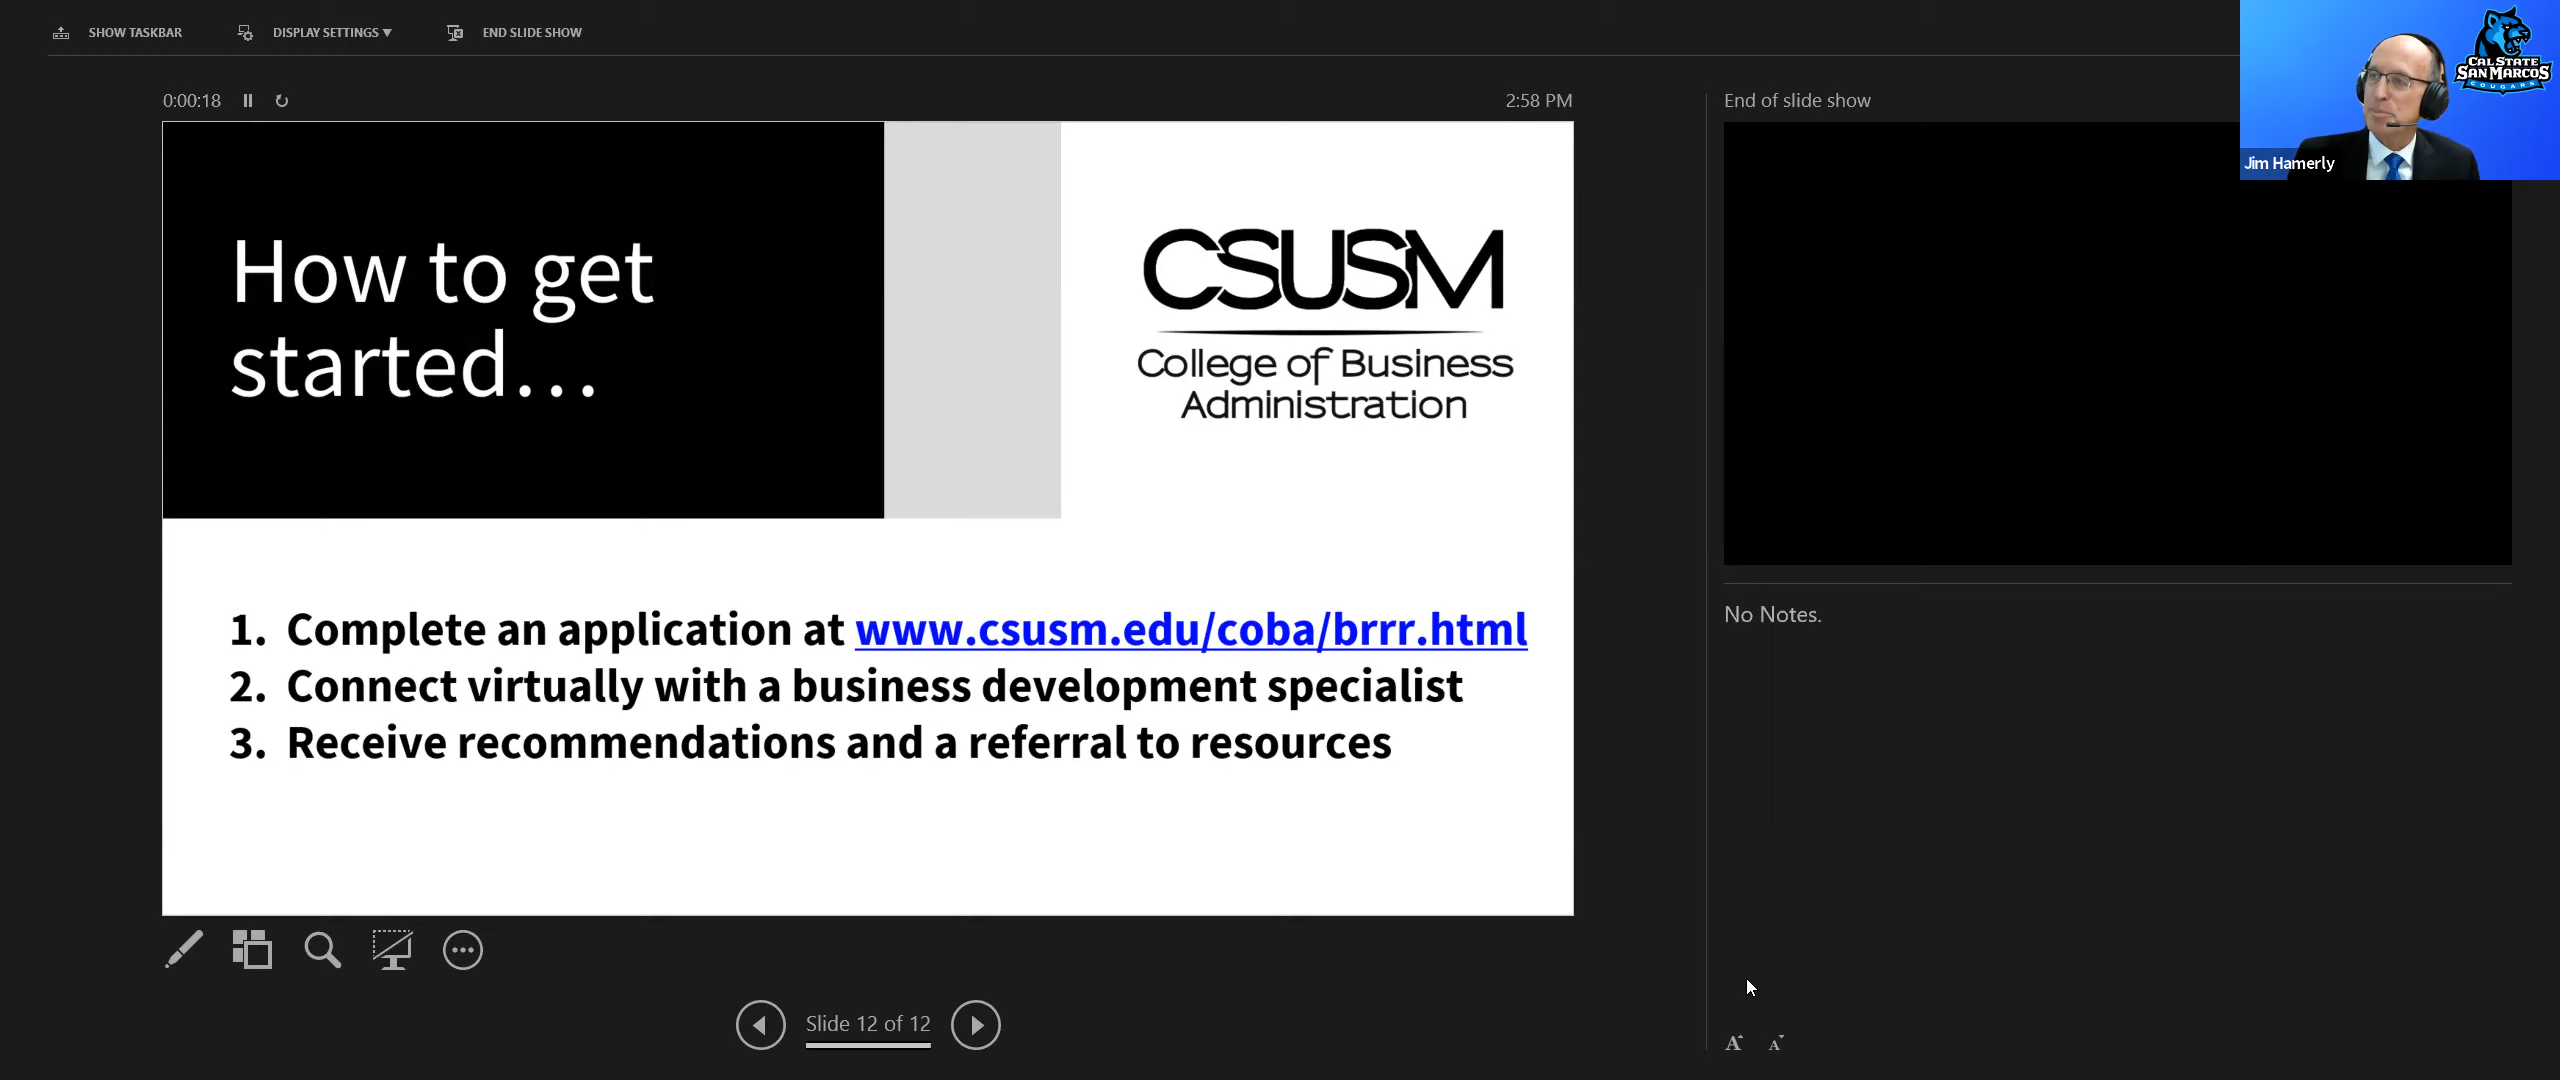 SHOW TASKBAR
DISPLAY SETTINGS ▼
END SLIDE SHOW
0:00:18
2:58 PM
How to get
started…
CSUSM
College of Business
Administration
1. Complete an application at www.csusm.edu/coba/brrr.html
2. Connect virtually with a business development specialist
3. Receive recommendations and a referral to resources
Slide 12 of 12
End of slide show
CAL STATE
SAN MARCOS
COUGARS
Jim Hamerly
No Notes.
A A